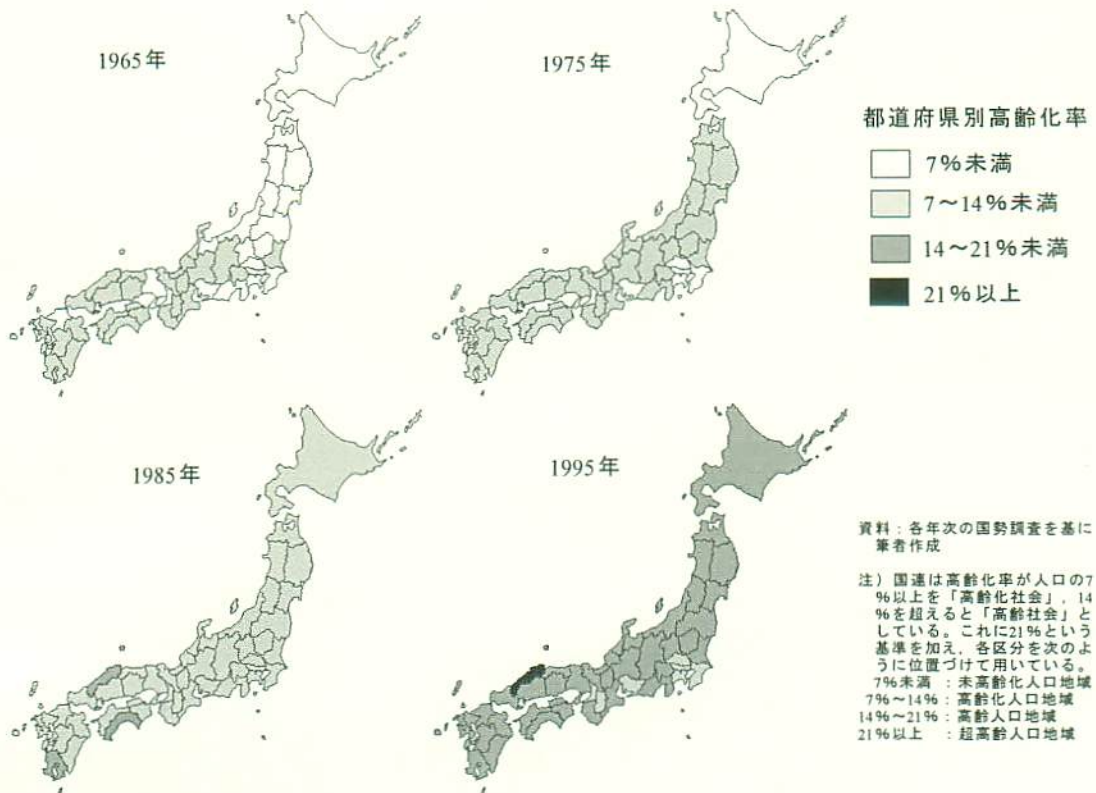 1965年
1975年
都道府県別高齢化率
7%未満
7～14%未満
14～21%未満
21%以上
1985年
1995年
資料：各年次の国勢調査を基に
筆者作成
注）国連は高齢化率が人口の7
%以上を「高齢化社会」，14
%を超えると「高齢社会」と
している。これに21%という
基準を加え，各区分を次のよ
うに位置づけて用いている。
7%未満 ：未高齢化人口地域
7%～14%：高齢化人口地域
14%～21%：高齢人口地域
21%以上 ：超高齢人口地域